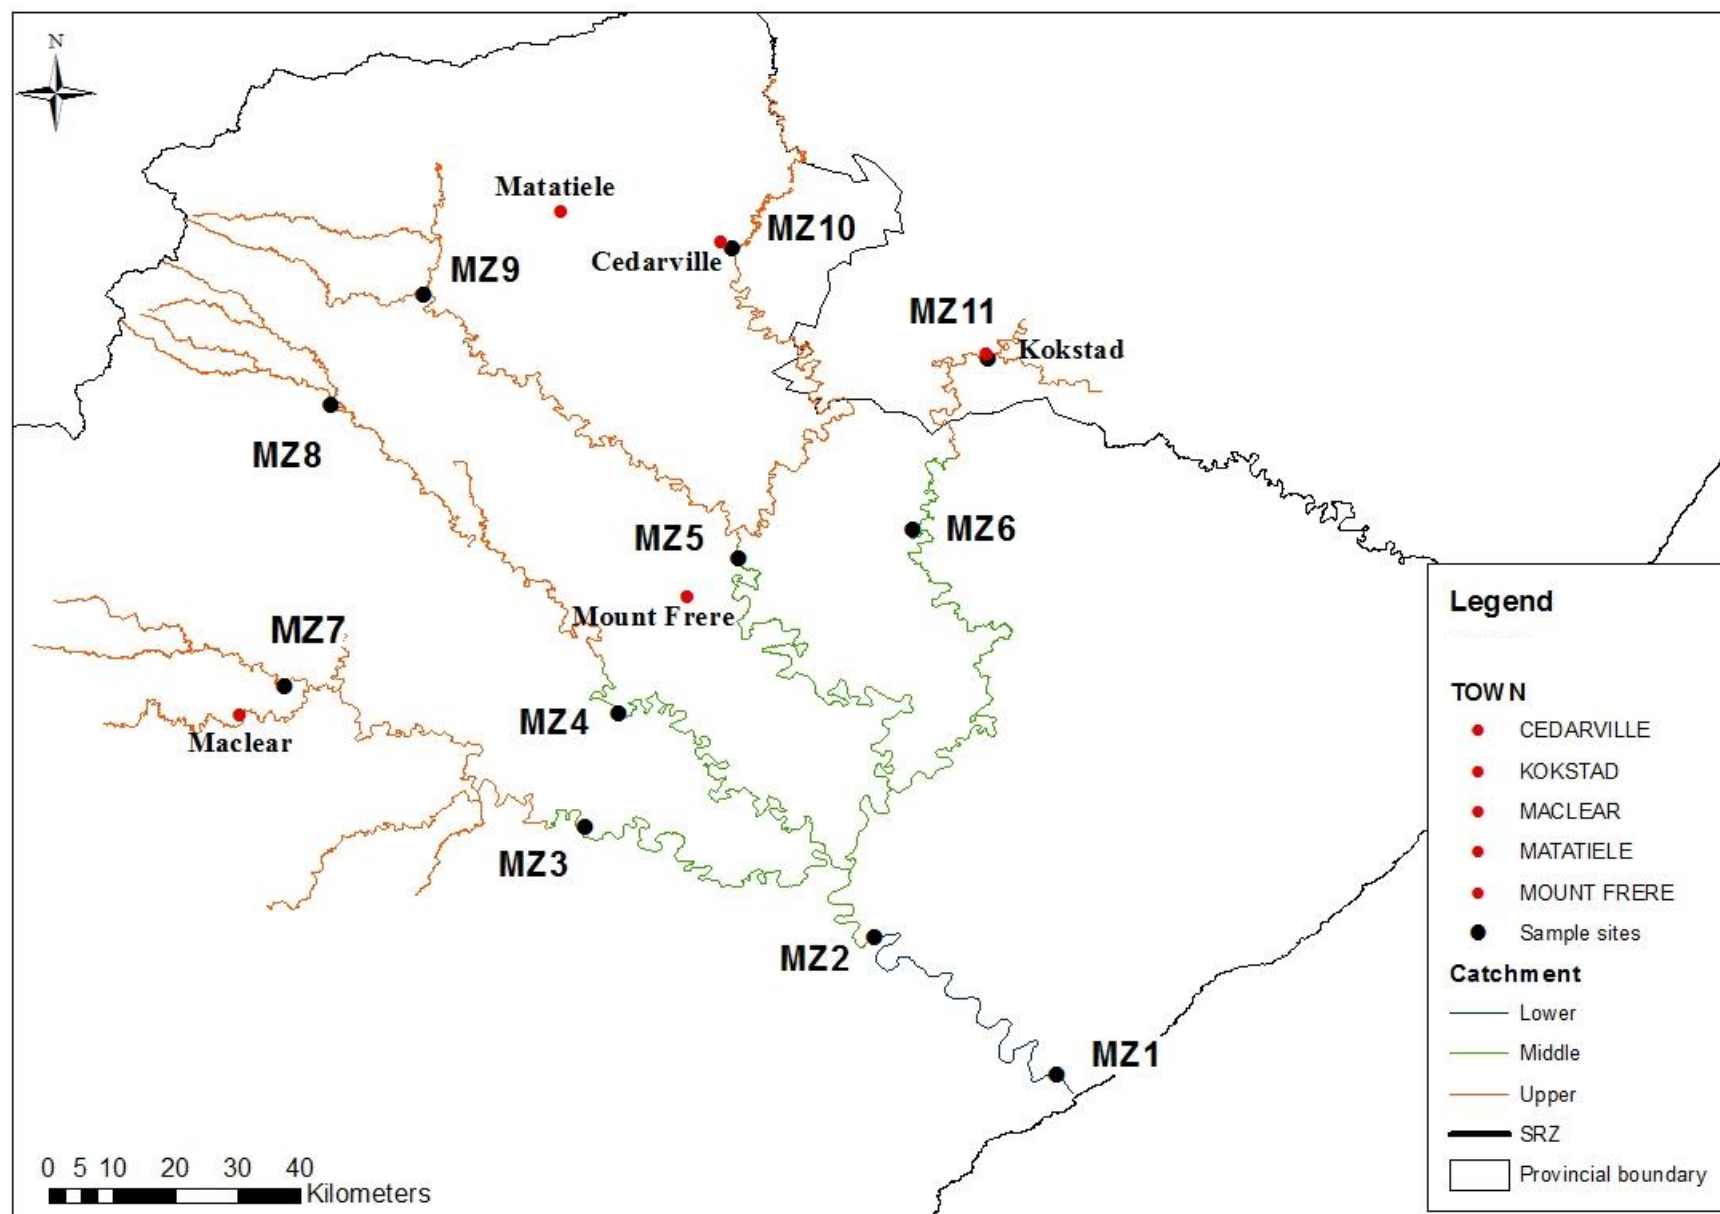 N
Matatiele
MZ10
Cedarville
MZ9
MZ11
Kokstad
MZ8
MZ5
MZ6
Mount Frere
MZ7
Maclear
MZ4
MZ3
MZ2
MZ1
Legend
TOWN
CEDARVILLE
KOKSTAD
MACLEAR
MATATIELE
MOUNT FRERE
Sample sites
Catchment
Lower
Middle
Upper
SRZ
Provincial boundary
0 5 10 20 30 40
Kilometers